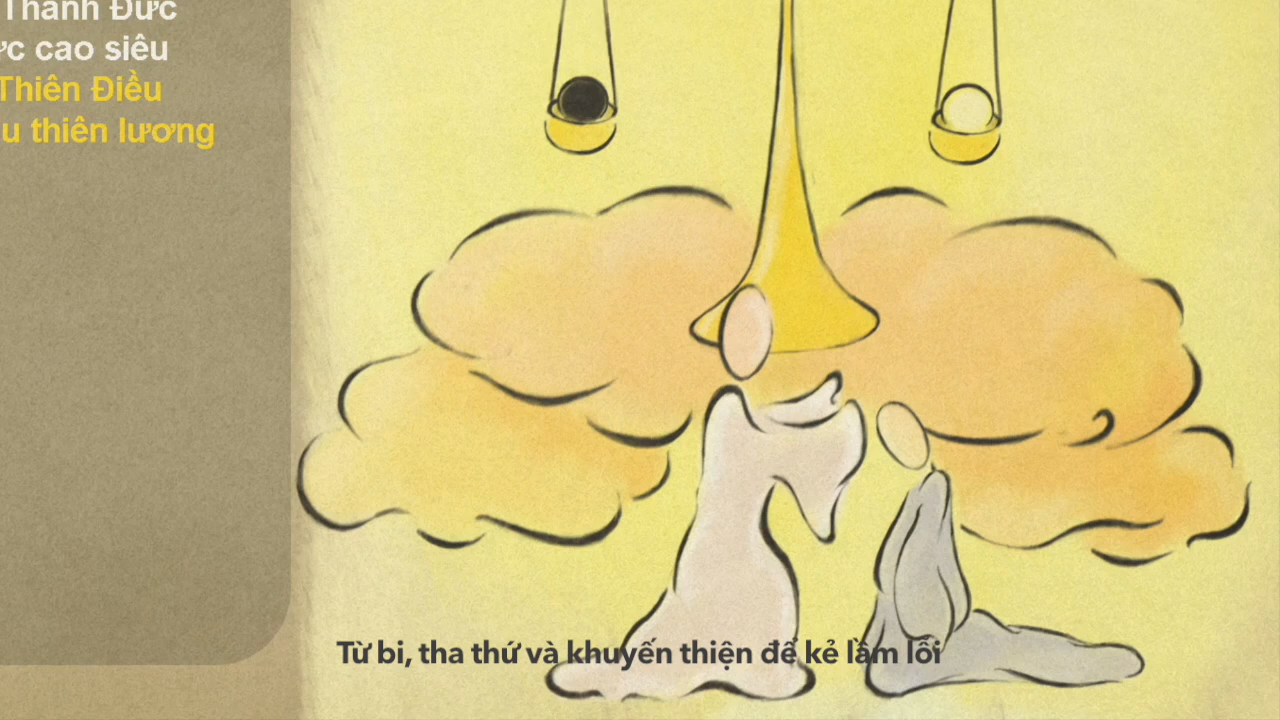 Thánh Đức
cao siêu
Thiên Điều
thiên lương
Từ bi, tha thứ và khuyến thiện để kẻ lầm lỗi